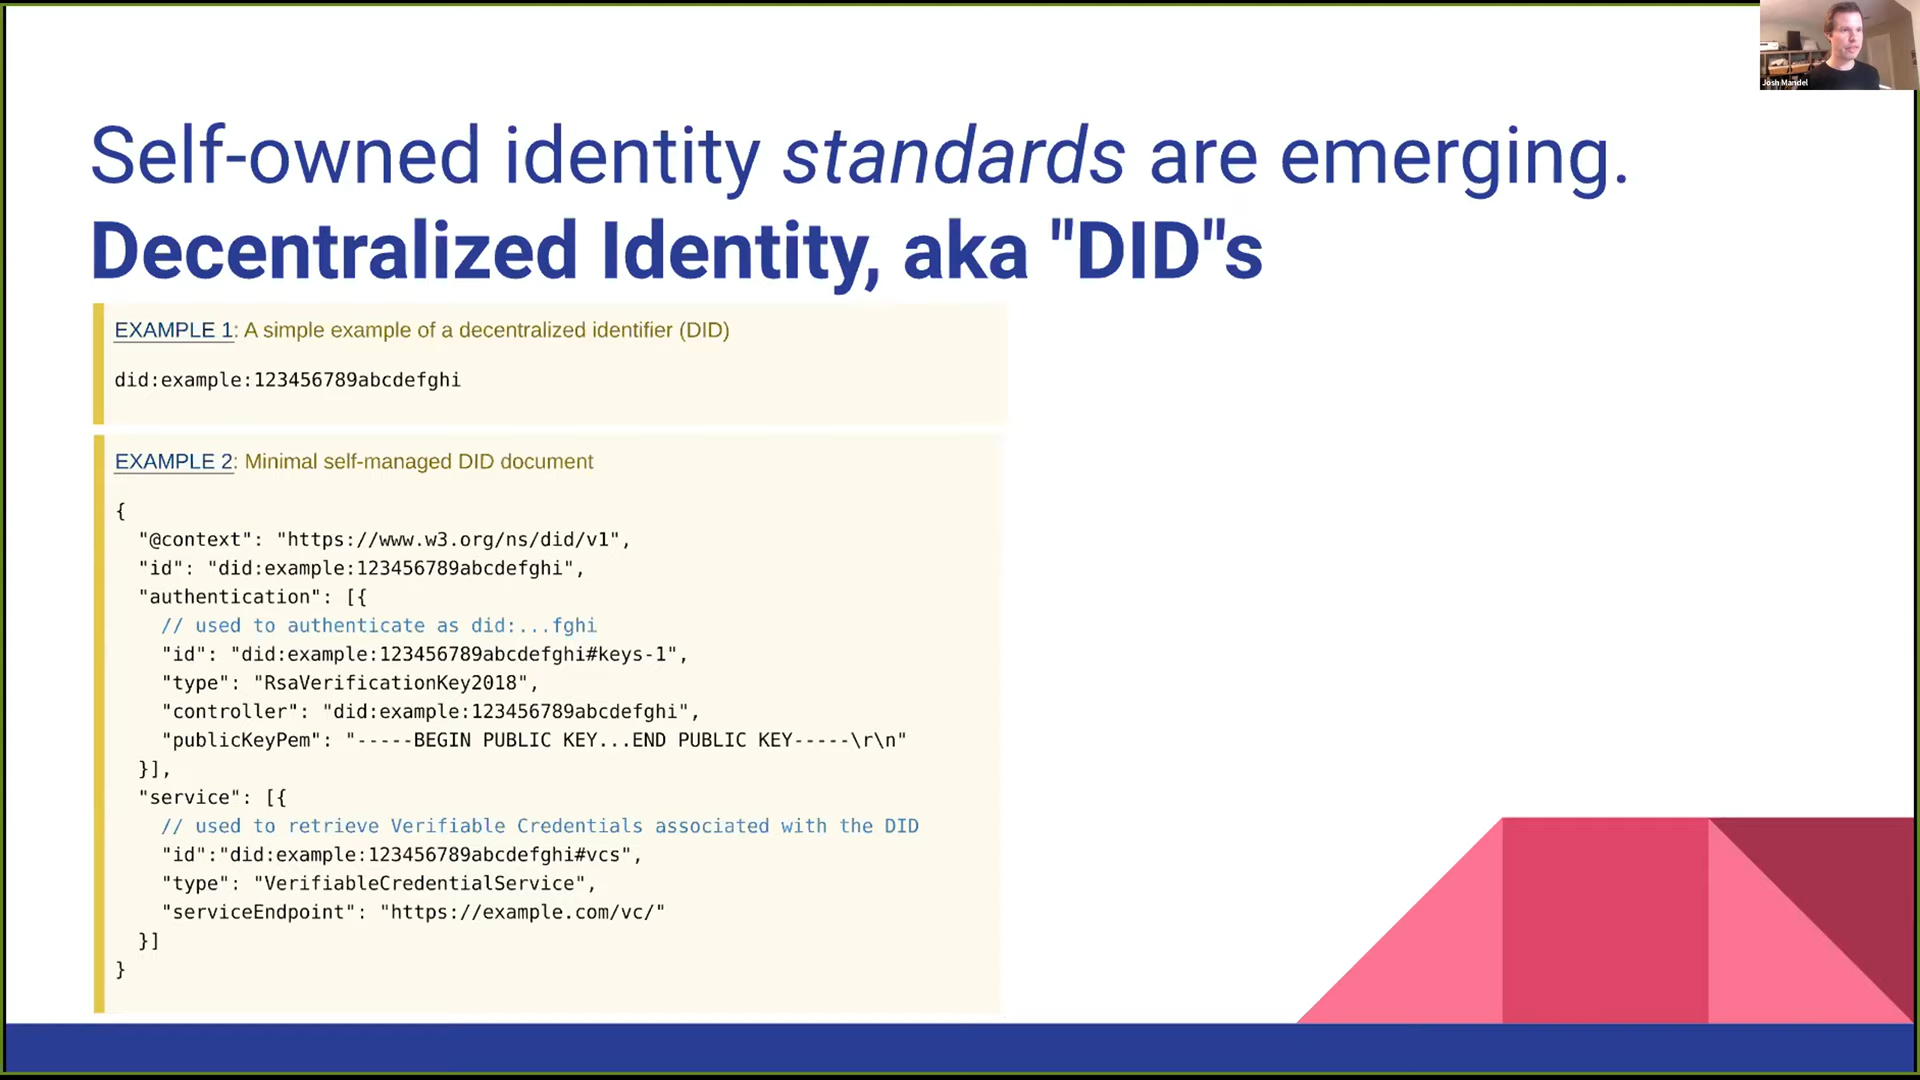 Josh Mandel
Self-owned identity standards are emerging.
Decentralized Identity, aka "DID"s
EXAMPLE 1: A simple example of a decentralized identifier (DID)
did:example:123456789abcdefghi
EXAMPLE 2: Minimal self-managed DID document
{
  "@context": "https://www.w3.org/ns/did/v1",
  "id": "did:example:123456789abcdefghi",
  "authentication": [{
    // used to authenticate as did:...fghi
    "id": "did:example:123456789abcdefghi#keys-1",
    "type": "RsaVerificationKey2018",
    "controller": "did:example:123456789abcdefghi",
    "publicKeyPem": "-----BEGIN PUBLIC KEY...END PUBLIC KEY-----\r\n"
  }],
  "service": [{
    // used to retrieve Verifiable Credentials associated with the DID
    "id":"did:example:123456789abcdefghi#vcs",
    "type": "VerifiableCredentialService",
    "serviceEndpoint": "https://example.com/vc/"
  }]
}